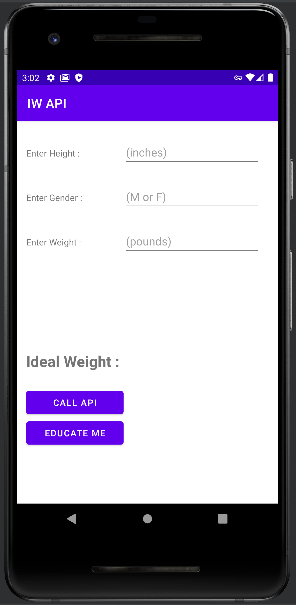 3:02
IW API
Enter Height : (inches)
Enter Gender : (M or F)
Enter Weight : (pounds)
Ideal Weight :
CALL API
EDUCATE ME